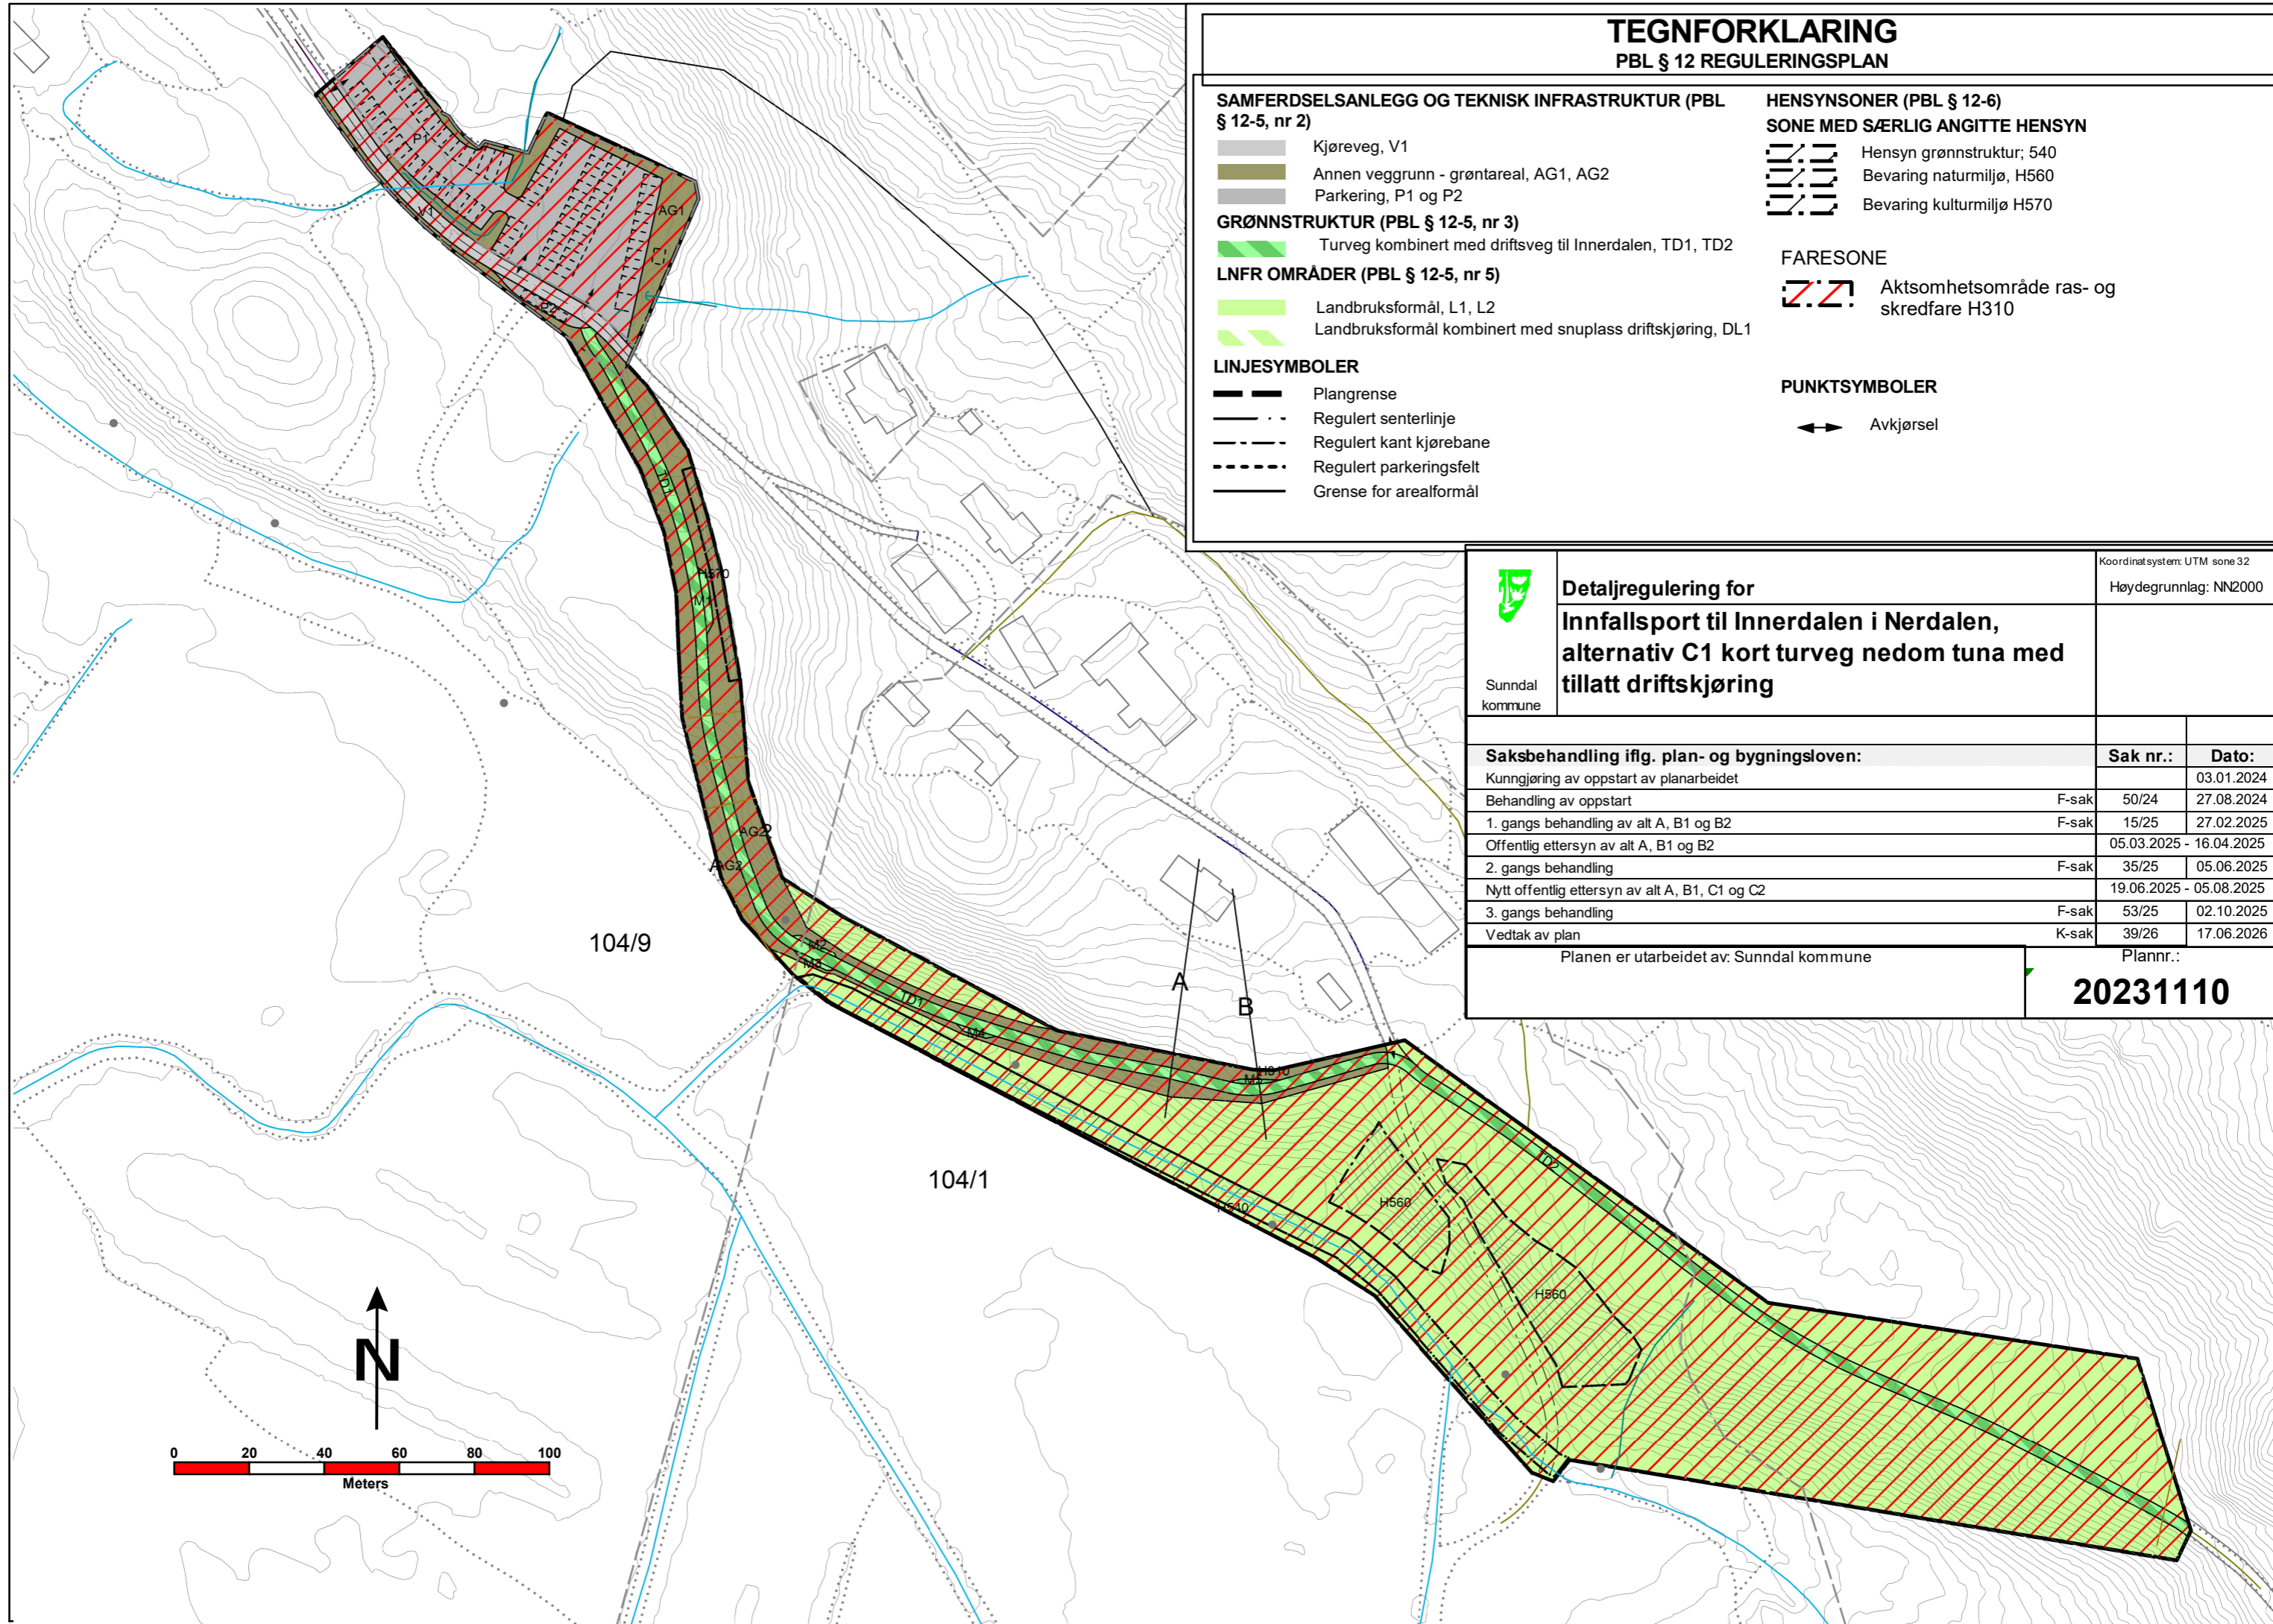 TEGNFORKLARING
PBL § 12 REGULERINGSPLAN
SAMFERDSELSANLEGG OG TEKNISK INFRASTRUKTUR (PBL
§ 12-5, nr 2)
Kjøreveg, V1
Annen veggrunn - grøntareal, AG1, AG2
Parkering, P1 og P2
GRØNNSTRUKTUR (PBL § 12-5, nr 3)
Turveg kombinert med driftsveg til Innerdalen, TD1, TD2
LNFR OMRÅDER (PBL § 12-5, nr 5)
Landbruksformål, L1, L2
Landbruksformål kombinert med snuplass driftskjøring, DL1
LINJESYMBOLER
Plangrense
Regulert senterlinje
Regulert kant kjørebane
Regulert parkeringsfelt
Grense for arealformål
HENSYNSONER (PBL § 12-6)
SONE MED SÆRLIG ANGITTE HENSYN
Hensyn grønnstruktur; 540
Bevaring naturmiljø, H560
Bevaring kulturmiljø H570
FARESONE
Aktsomhetsområde ras- og
skredfare H310
PUNKTSYMBOLER
Avkjørsel
Sunndal
kommune
Detaljregulering for
Innfallsport til Innerdalen i Nerdalen,
alternativ C1 kort turveg nedom tuna med
tillatt driftskjøring
Koordinatsystem: UTM sone 32
Høydegrunnlag: NN2000
Saksbehandling iflg. plan- og bygningsloven: Sak nr.: Dato:
Kunngjøring av oppstart av planarbeidet 03.01.2024
Behandling av oppstart F-sak 50/24 27.08.2024
1. gangs behandling av alt A, B1 og B2 F-sak 15/25 27.02.2025
Offentlig ettersyn av alt A, B1 og B2 05.03.2025 - 16.04.2025
2. gangs behandling F-sak 35/25 05.06.2025
Nytt offentlig ettersyn av alt A, B1, C1 og C2 19.06.2025 - 05.08.2025
3. gangs behandling F-sak 53/25 02.10.2025
Vedtak av plan K-sak 39/26 17.06.2026
Planen er utarbeidet av: Sunndal kommune
Plannr.:
20231110
P1
V1
AG1
P2
TD1
H570
M1
AG2
AG2
M2
M3
TD1
M4
A
B
H310
TD2
H560
H540
H560
104/9
104/1
N
0 20 40 60 80 100
Meters